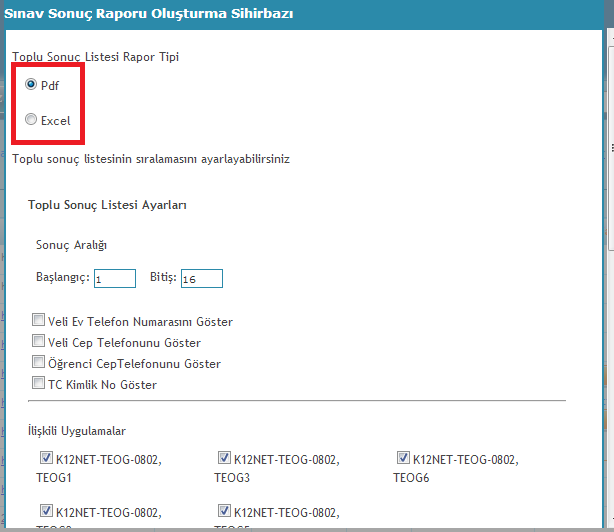 Sınav Sonuç Raporu Oluşturma Sihirbazı
Toplu Sonuç Listesi Rapor Tipi
Pdf
Excel
Toplu sonuç listesinin sıralamasını ayarlayabilirsiniz
Toplu Sonuç Listesi Ayarları
Sonuç Aralığı
Başlangıç: 1 Bitiş: 16
Veli Ev Telefon Numarasını Göster
Veli Cep Telefonunu Göster
Öğrenci CepTelefonunu Göster
TC Kimlik No Göster
İlişkili Uygulamalar
K12NET-TEOG-0802, K12NET-TEOG-0802, K12NET-TEOG-0802,
TEOG1 TEOG3 TEOG6
K12NET-TEOG-0802, K12NET-TEOG-0802,